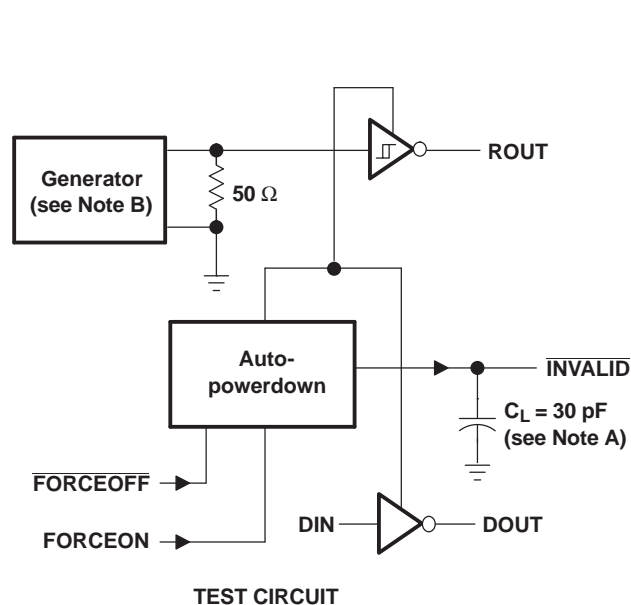 Generator
(see Note B)
50 Ω
ROUT
Auto-
powerdown
INVALID
C_L = 30 pF
(see Note A)
FORCEOFF
FORCEON
DIN
DOUT
TEST CIRCUIT